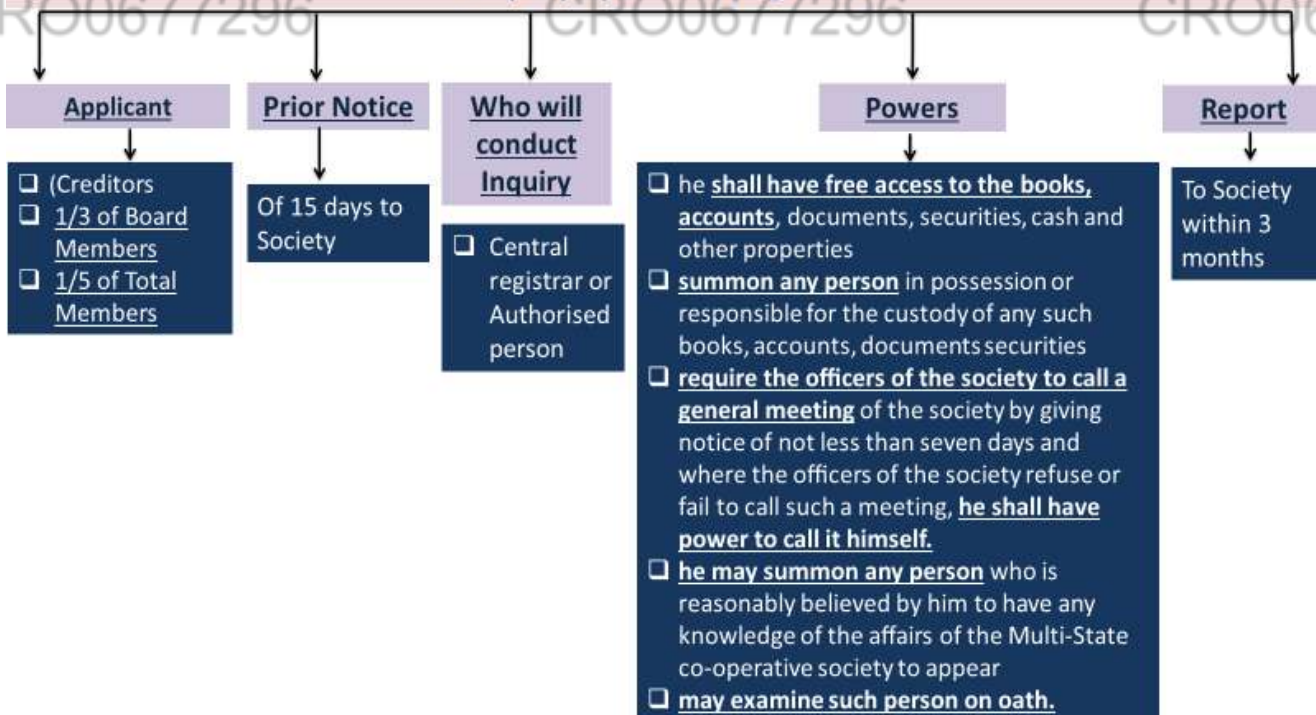 CRO0677296
CRO0677296
Applicant
❑ (Creditors
❑ 1/3 of Board
Members
❑ 1/5 of Total
Members
Prior Notice
Of 15 days to
Society
Who will
conduct
Inquiry
❑ Central
registrar or
Authorised
person
Powers
❑ he shall have free access to the books,
accounts, documents, securities, cash and
other properties
❑ summon any person in possession or
responsible for the custody of any such
books, accounts, documents securities
❑ require the officers of the society to call a
general meeting of the society by giving
notice of not less than seven days and
where the officers of the society refuse or
fail to call such a meeting, he shall have
power to call it himself.
❑ he may summon any person who is
reasonably believed by him to have any
knowledge of the affairs of the Multi-State
co-operative society to appear
❑ may examine such person on oath.
Report
To Society
within 3
months